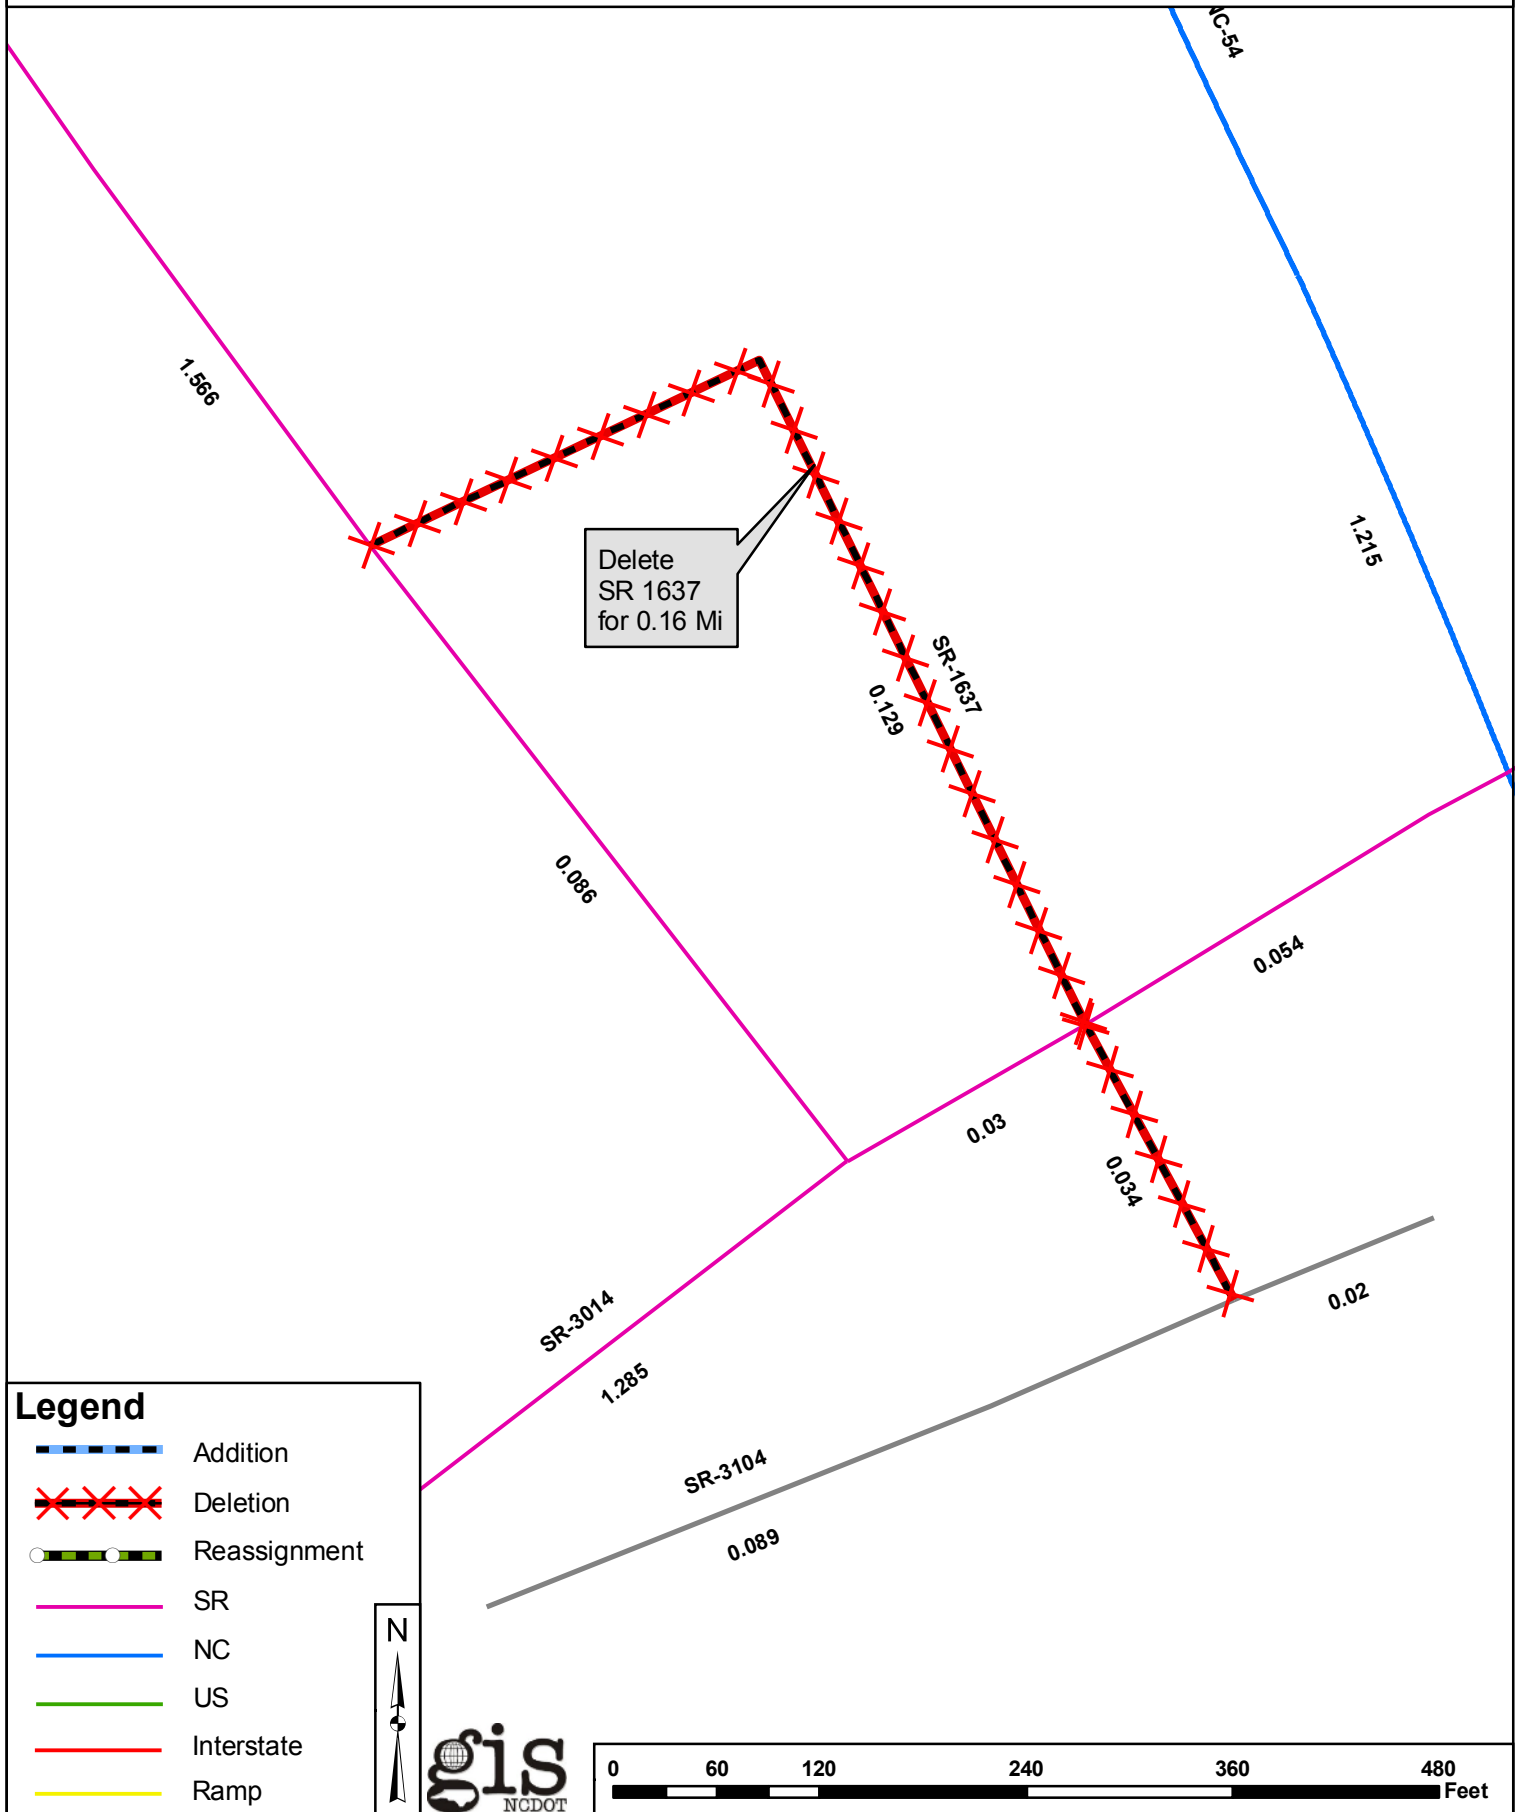 NC-54
1.566
1.215
Delete
SR 1637
for 0.16 Mi
SR-1637
0.129
0.086
0.054
0.03
0.034
0.02
SR-3014
1.285
SR-3104
0.089
Legend
Addition
Deletion
Reassignment
SR
NC
US
Interstate
Ramp
N
gis
NCDOT
0 60 120 240 360 480
Feet